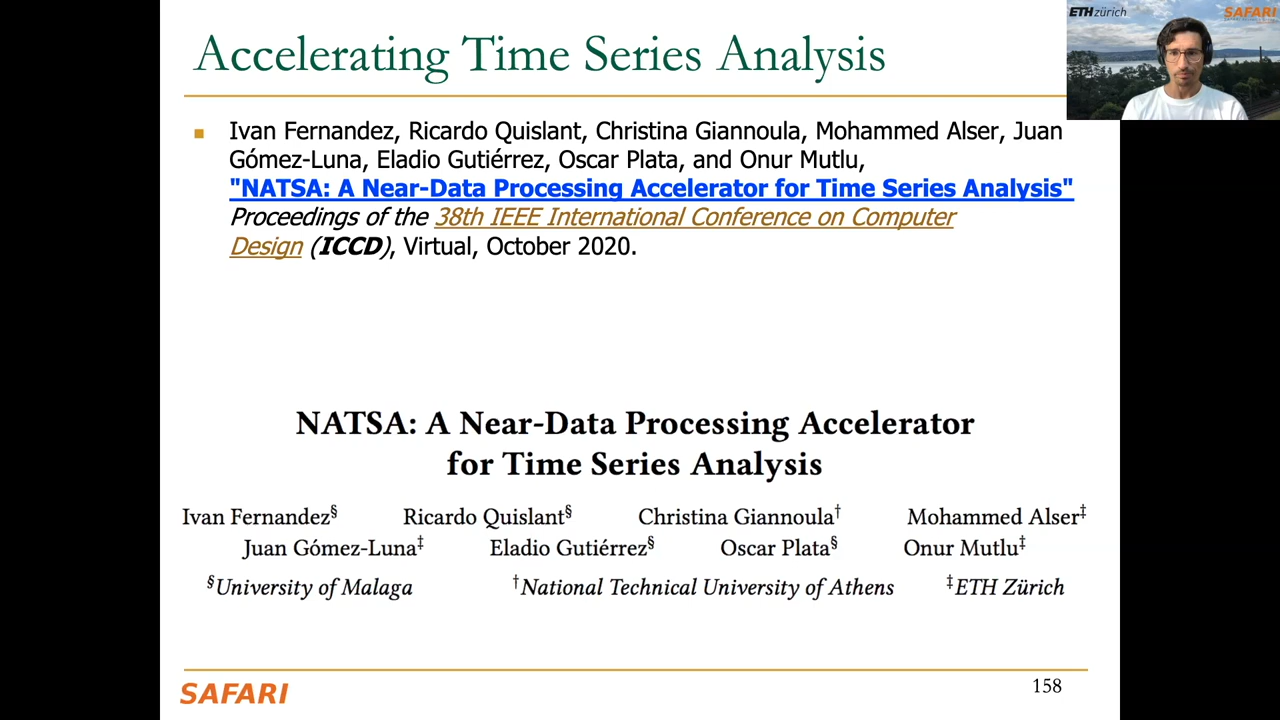 Accelerating Time Series Analysis
ETH zürich
SAFARI
■ Ivan Fernandez, Ricardo Quislant, Christina Giannoula, Mohammed Alser, Juan
Gómez-Luna, Eladio Gutiérrez, Oscar Plata, and Onur Mutlu,
"NATSA: A Near-Data Processing Accelerator for Time Series Analysis"
Proceedings of the 38th IEEE International Conference on Computer
Design (ICCD), Virtual, October 2020.
NATSA: A Near-Data Processing Accelerator
for Time Series Analysis
Ivan Fernandez§ Ricardo Quislant§ Christina Giannoula† Mohammed Alser‡
Juan Gómez-Luna‡ Eladio Gutiérrez§ Oscar Plata§ Onur Mutlu‡
§University of Malaga †National Technical University of Athens ‡ETH Zürich
SAFARI
158